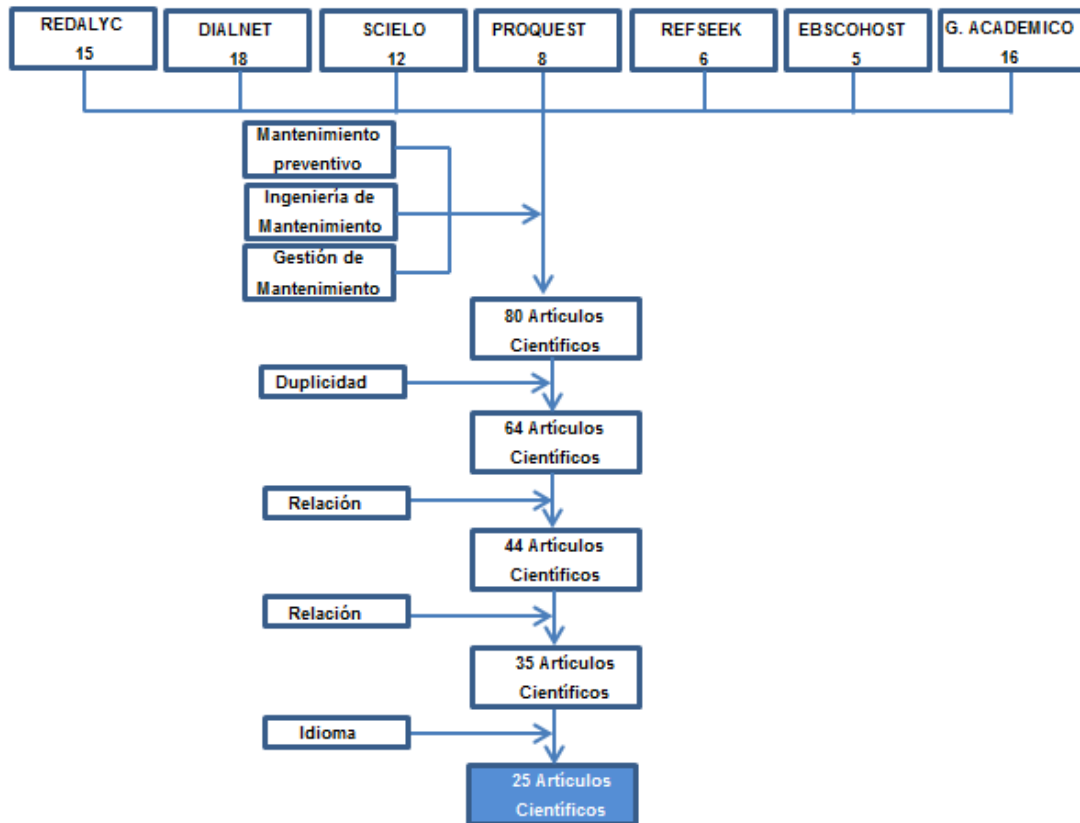 REDALYC
15
DIALNET
18
SCIELO
12
PROQUEST
8
REFSEEK
6
EBSCOHOST
5
G. ACADEMICO
16
Mantenimiento
preventivo
Ingeniería de
Mantenimiento
Gestión de
Mantenimiento
80 Artículos
Científicos
Duplicidad
64 Artículos
Científicos
Relación
44 Artículos
Científicos
Relación
35 Artículos
Científicos
Idioma
25 Artículos
Científicos